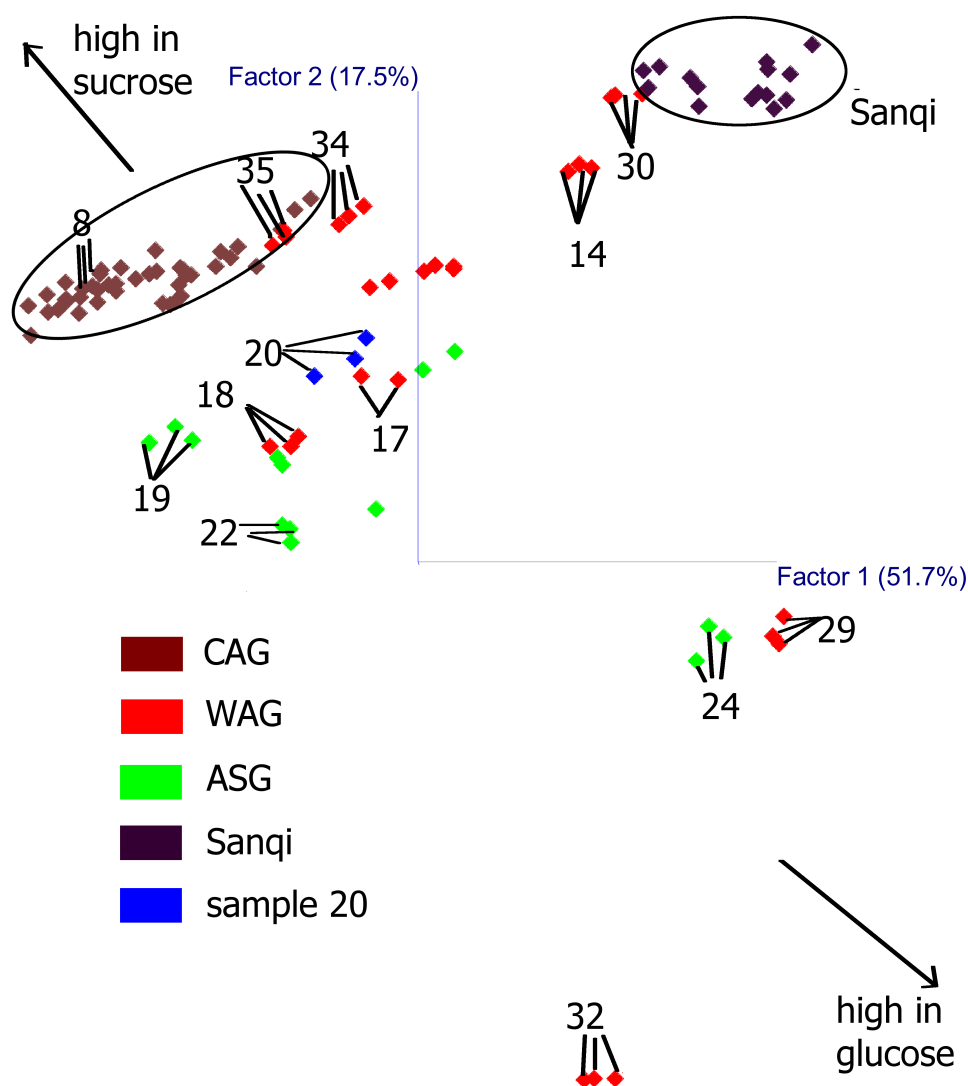 high in
sucrose
Factor 2 (17.5%)
Sanqi
34
35
30
8
14
20
18
17
19
22
Factor 1 (51.7%)
29
24
CAG
WAG
ASG
Sanqi
sample 20
high in
glucose
32